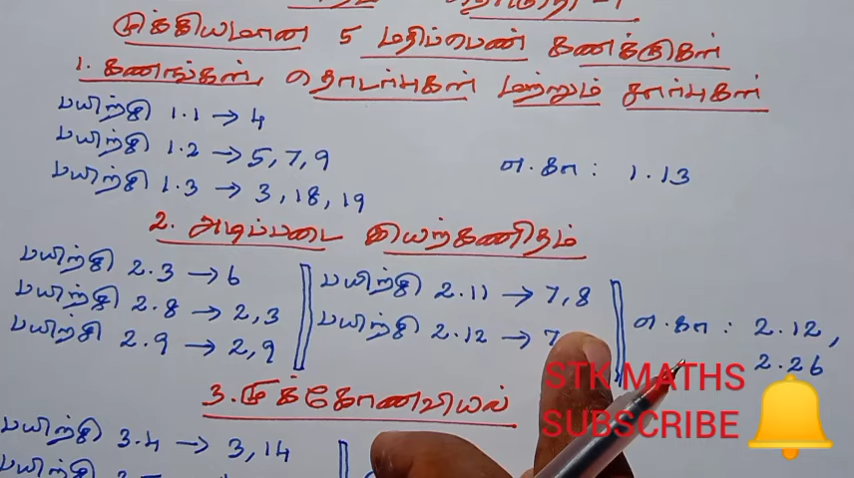 முக்கியமான 5 மதிப்பெண் கணக்குகள்
1. கணங்கள், தொடர்புகள் மற்றும் சார்புகள்
பயிற்சி 1.1 → 4
பயிற்சி 1.2 → 5, 7, 9
பயிற்சி 1.3 → 3, 18, 19
எ.கா : 1.13
2. அடிப்படை இயற்கணிதம்
பயிற்சி 2.3 → 6
பயிற்சி 2.8 → 2, 3
பயிற்சி 2.9 → 2, 9
பயிற்சி 2.11 → 7, 8
பயிற்சி 2.12 → 7
எ.கா : 2.12,
2.26
3. முக்கோணவியல்
பயிற்சி 3.4 → 3, 14
STK MATHS
SUBSCRIBE